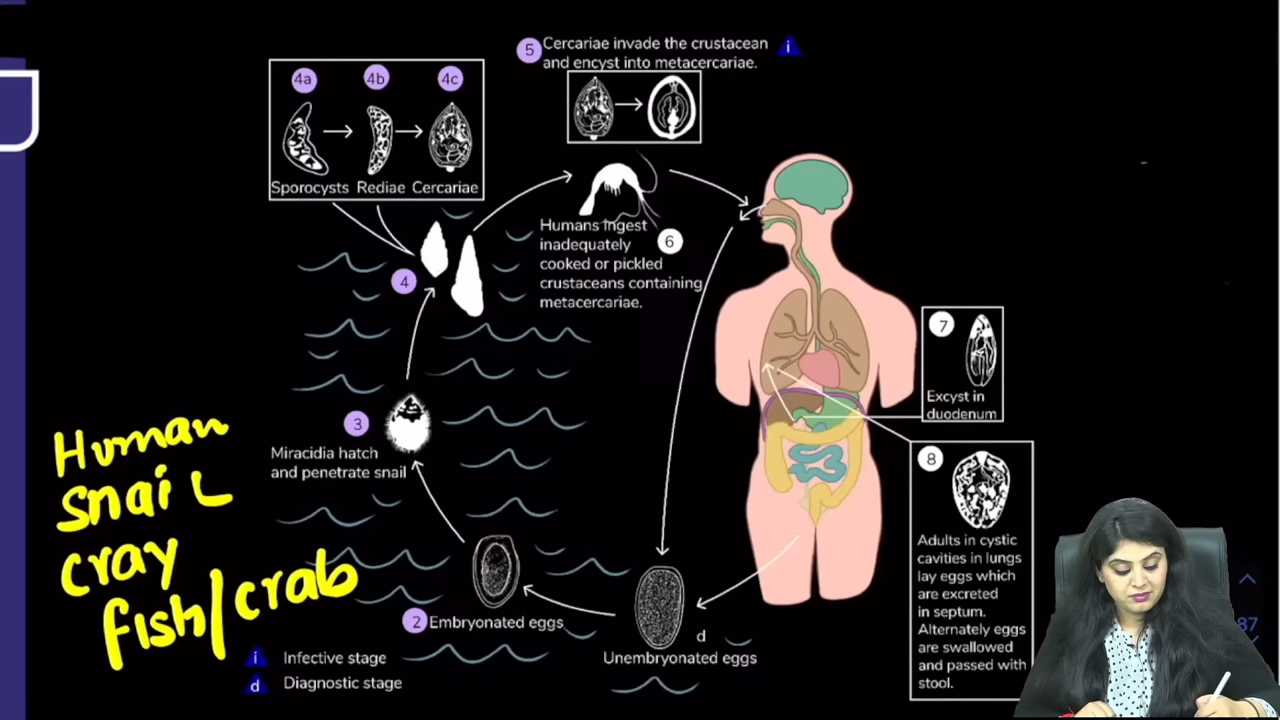 5 Cercariae invade the crustacean i
and encyst into metacercariae.
4a 4b 4c
Sporocysts Rediae Cercariae
Humans ingest
inadequately 6
cooked or pickled
crustaceans containing
metacercariae.
4
7
Excyst in
duodenum
3
Miracidia hatch
and penetrate snail
Human
snail
cray
fish/crab
8
Adults in cystic
cavities in lungs
lay eggs which
are excreted
in septum.
Alternately eggs
are swallowed
and passed with
stool.
2 Embryonated eggs
d
Unembryonated eggs
i Infective stage
d Diagnostic stage
87